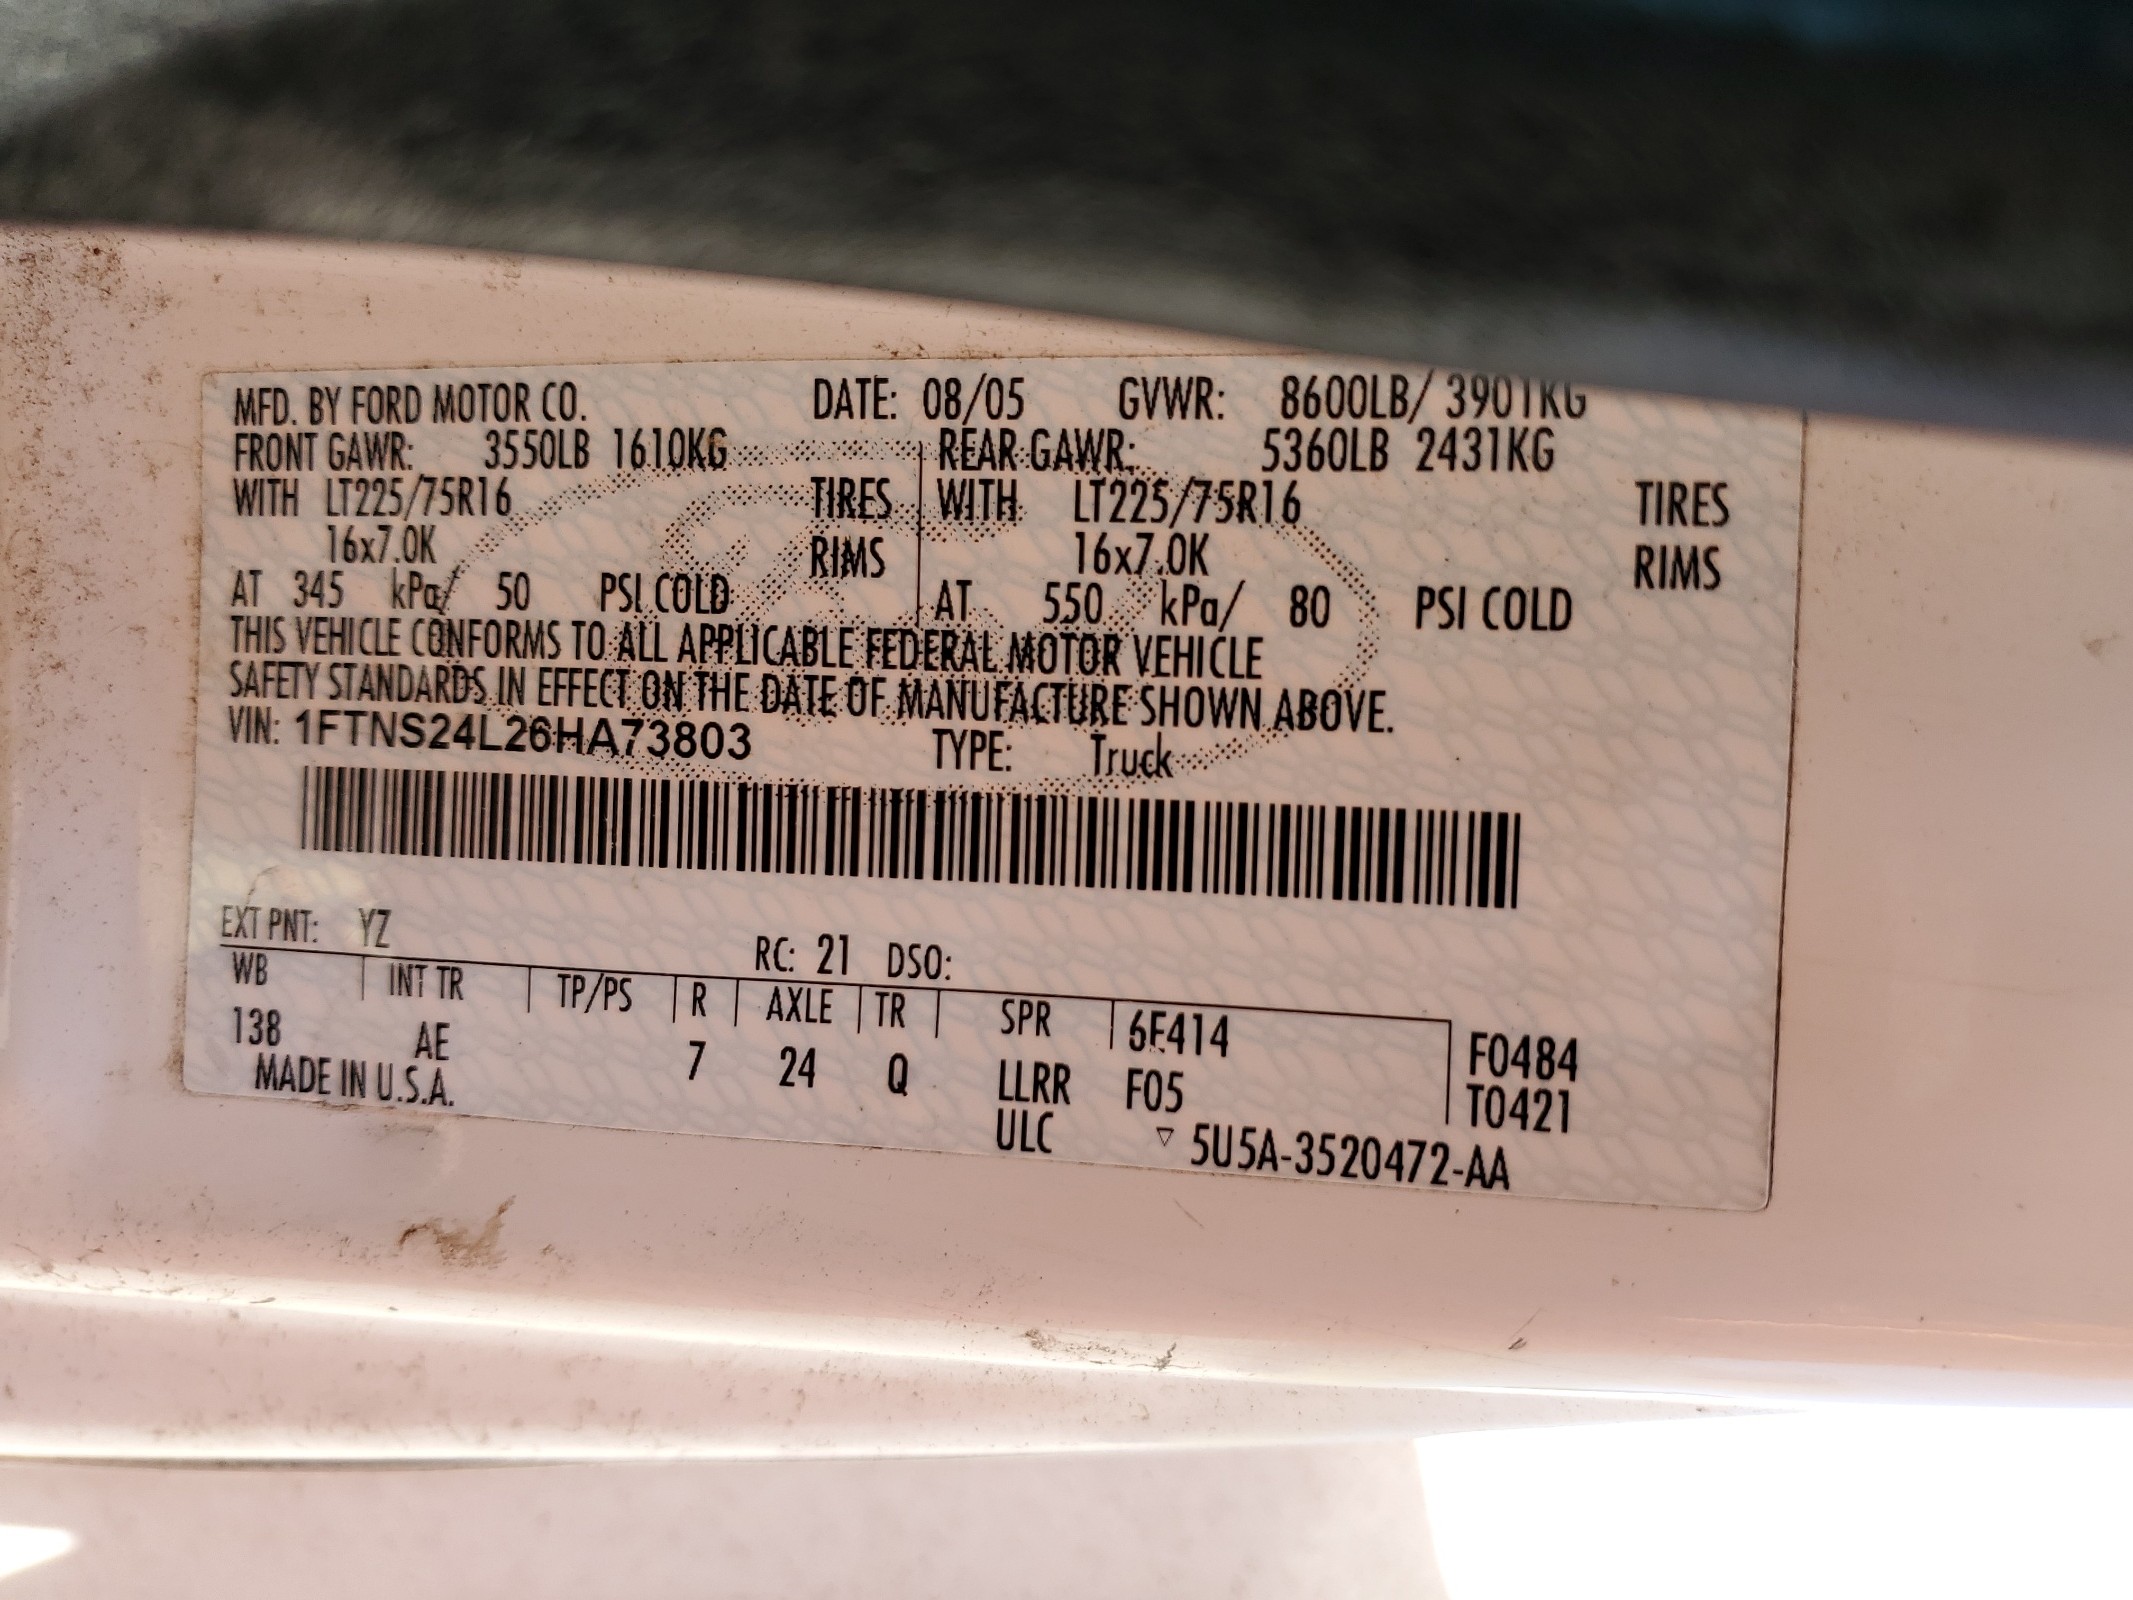 MFD. BY FORD MOTOR CO. DATE: 08/05 GVWR: 8600LB/ 3901KG
FRONT GAWR: 3550LB 1610KG REAR GAWR: 5360LB 2431KG
WITH LT225/75R16 TIRES WITH LT225/75R16 TIRES
16x7.0K RIMS 16x7.0K RIMS
AT 345 kPa/ 50 PSI COLD AT 550 kPa/ 80 PSI COLD
THIS VEHICLE CONFORMS TO ALL APPLICABLE FEDERAL MOTOR VEHICLE
SAFETY STANDARDS IN EFFECT ON THE DATE OF MANUFACTURE SHOWN ABOVE.
VIN: 1FTNS24L26HA73803 TYPE: Truck
EXT PNT: YZ RC: 21 DSO:
WB INT TR TP/PS R AXLE TR SPR 6E414 F0484
138 AE 7 24 Q LLRR F05 T0421
MADE IN U.S.A. ULC ▽ 5U5A-3520472-AA